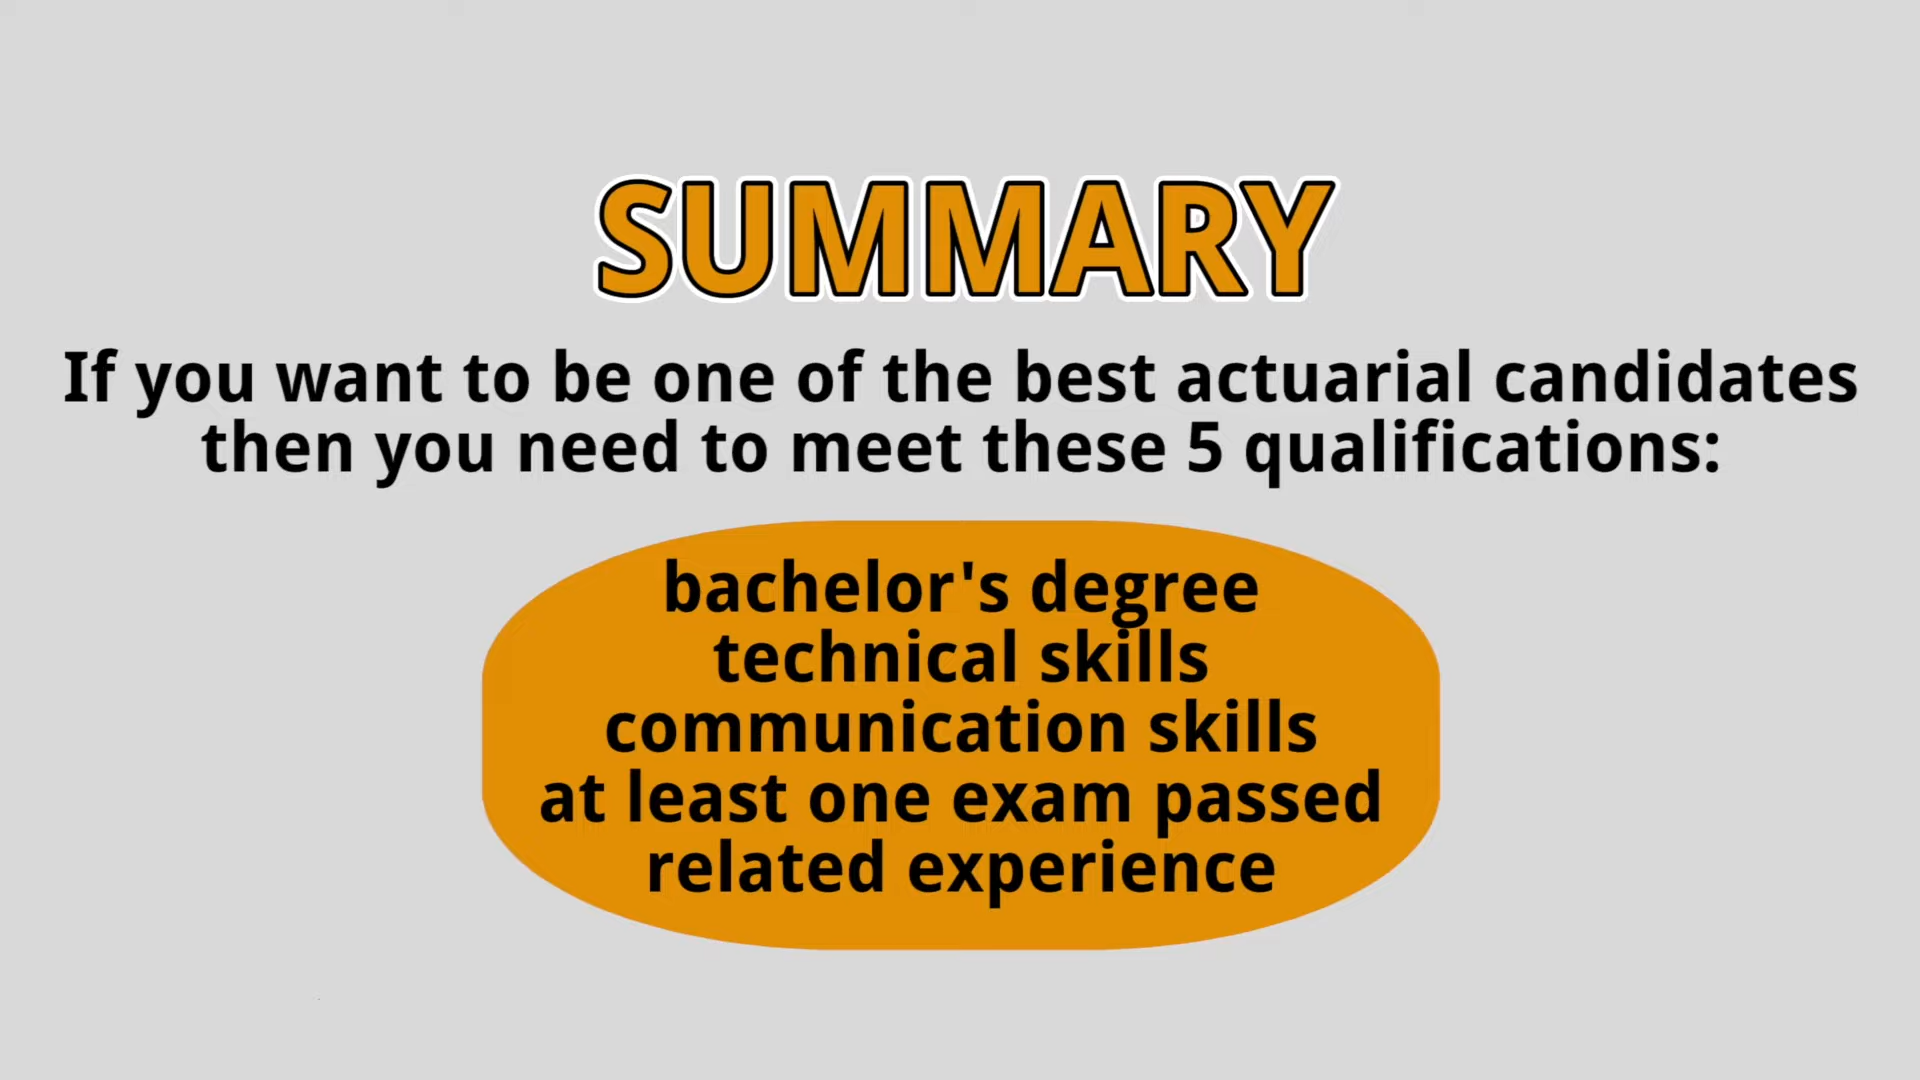 SUMMARY
If you want to be one of the best actuarial candidates
then you need to meet these 5 qualifications:
bachelor's degree
technical skills
communication skills
at least one exam passed
related experience